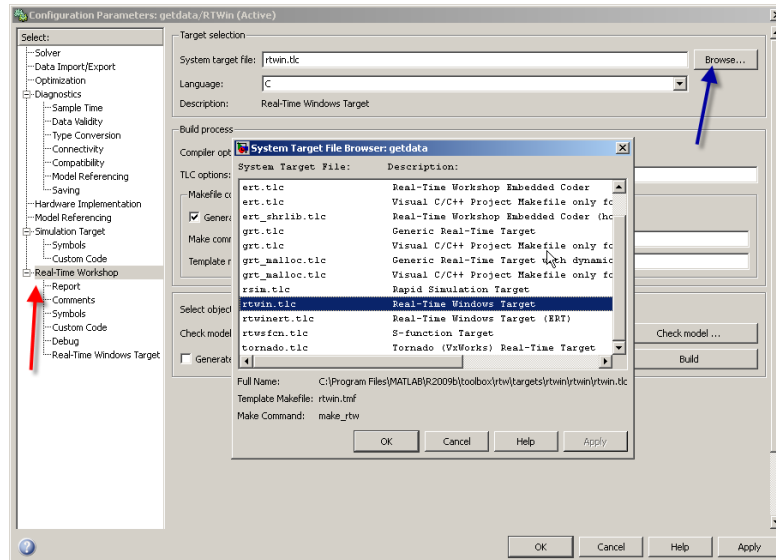 Configuration Parameters: getdata/RTWin (Active)
Select:
Solver
Data Import/Export
Optimization
Diagnostics
Sample Time
Data Validity
Type Conversion
Connectivity
Compatibility
Model Referencing
Saving
Hardware Implementation
Model Referencing
Simulation Target
Symbols
Custom Code
Real-Time Workshop
Report
Comments
Symbols
Custom Code
Debug
Real-Time Windows Target
Target selection
System target file: rtwin.tlc Browse...
Language: C
Description: Real-Time Windows Target
Build process
Compiler opt
TLC options:
Makefile co
Genera
Make comm
Template m
Select objec
Check model Check model ...
Generate Build
System Target File Browser: getdata
System Target File: Description:
ert.tlc Real-Time Workshop Embedded Coder
ert.tlc Visual C/C++ Project Makefile only fo
ert_shrlib.tlc Real-Time Workshop Embedded Coder (ho
grt.tlc Generic Real-Time Target
grt.tlc Visual C/C++ Project Makefile only fo
grt_malloc.tlc Generic Real-Time Target with dynamic
grt_malloc.tlc Visual C/C++ Project Makefile only fo
rsim.tlc Rapid Simulation Target
rtwin.tlc Real-Time Windows Target
rtwinert.tlc Real-Time Windows Target (ERT)
rtwsfcn.tlc S-function Target
tornado.tlc Tornado (VxWorks) Real-Time Target
Full Name: C:\Program Files\MATLAB\R2009b\toolbox\rtw\targets\rtwin\rtwin\rtwin.tlc
Template Makefile: rtwin.tmf
Make Command: make_rtw
OK Cancel Help Apply
OK Cancel Help Apply